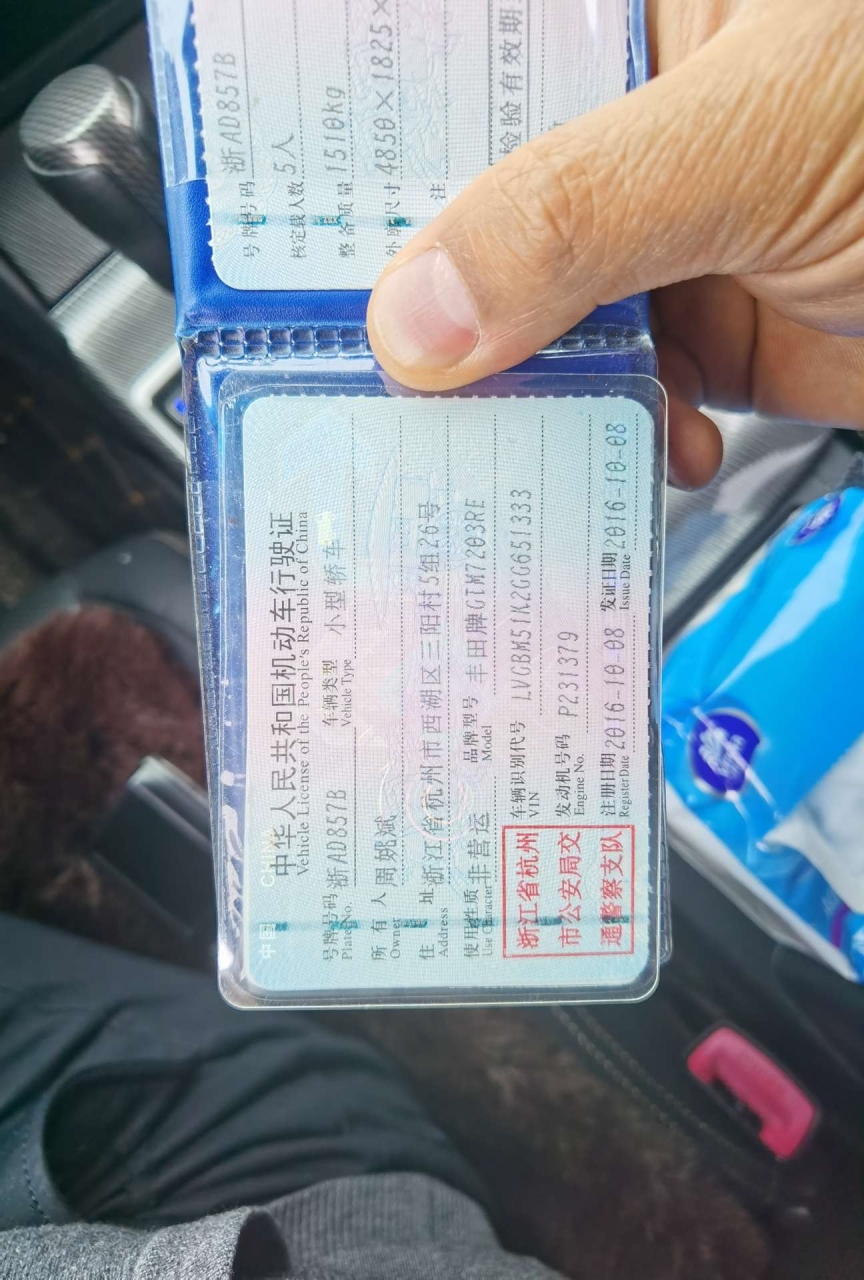 号牌号码 浙AD857B
核定载人数 5人
整备质量 1510kg
外廓尺寸 4850×1825×
注
检验有效期
中国 CHINA
中华人民共和国机动车行驶证
Vehicle License of the People's Republic of China
号牌号码 浙AD857B 车辆类型 小型轿车
Plate No. Vehicle Type
所有人 周姚斌
Owner
住址 浙江省杭州市西湖区三阳村5组26号
Address
使用性质 非营运 品牌型号 丰田牌GTM7203RE
Use Character Model
车辆识别代号 LVGBM51K2GG651333
VIN
发动机号码 P231379
Engine No.
注册日期 2016-10-08 发证日期 2016-10-08
Register Date Issue Date
浙江省杭州
市公安局交
通警察支队